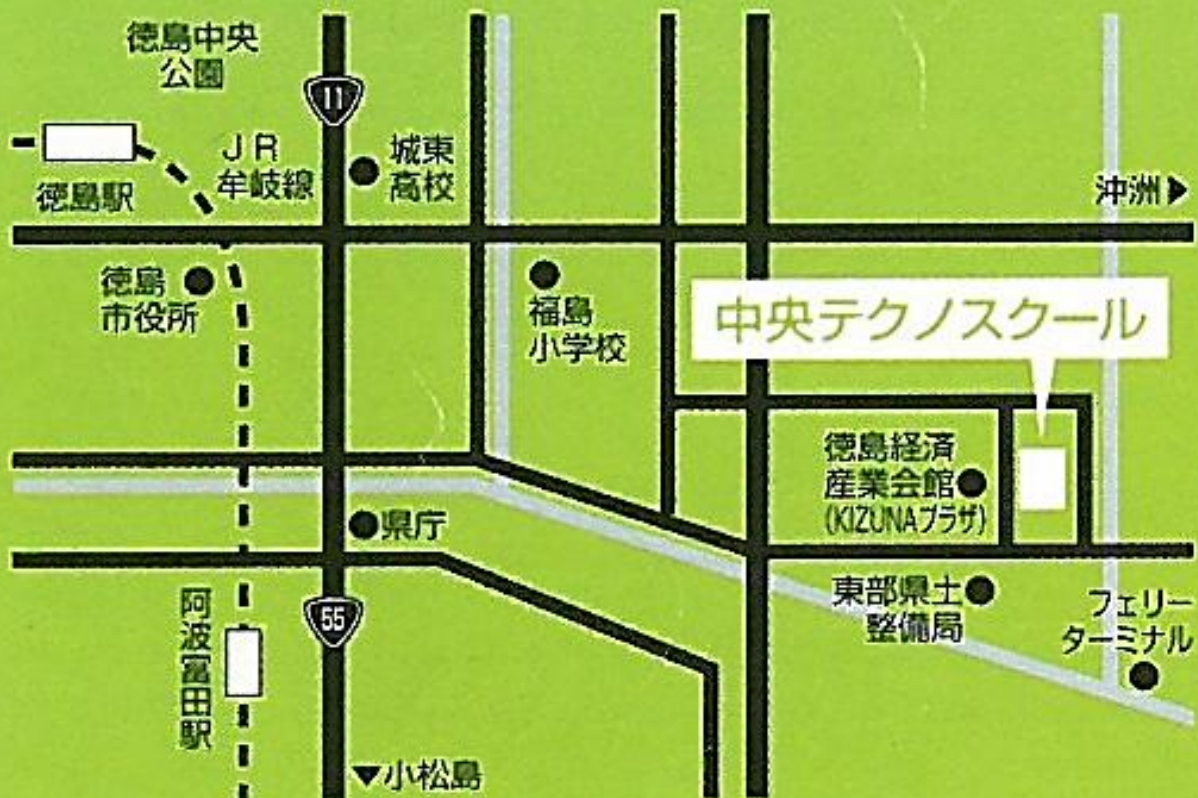 徳島中央
公園
11
JR
牟岐線
城東
高校
徳島駅
沖洲▶
徳島
市役所
福島
小学校
中央テクノスクール
徳島経済
産業会館
(KIZUNAプラザ)
県庁
東部県土
整備局
フェリー
ターミナル
阿波富田駅
55
▼小松島